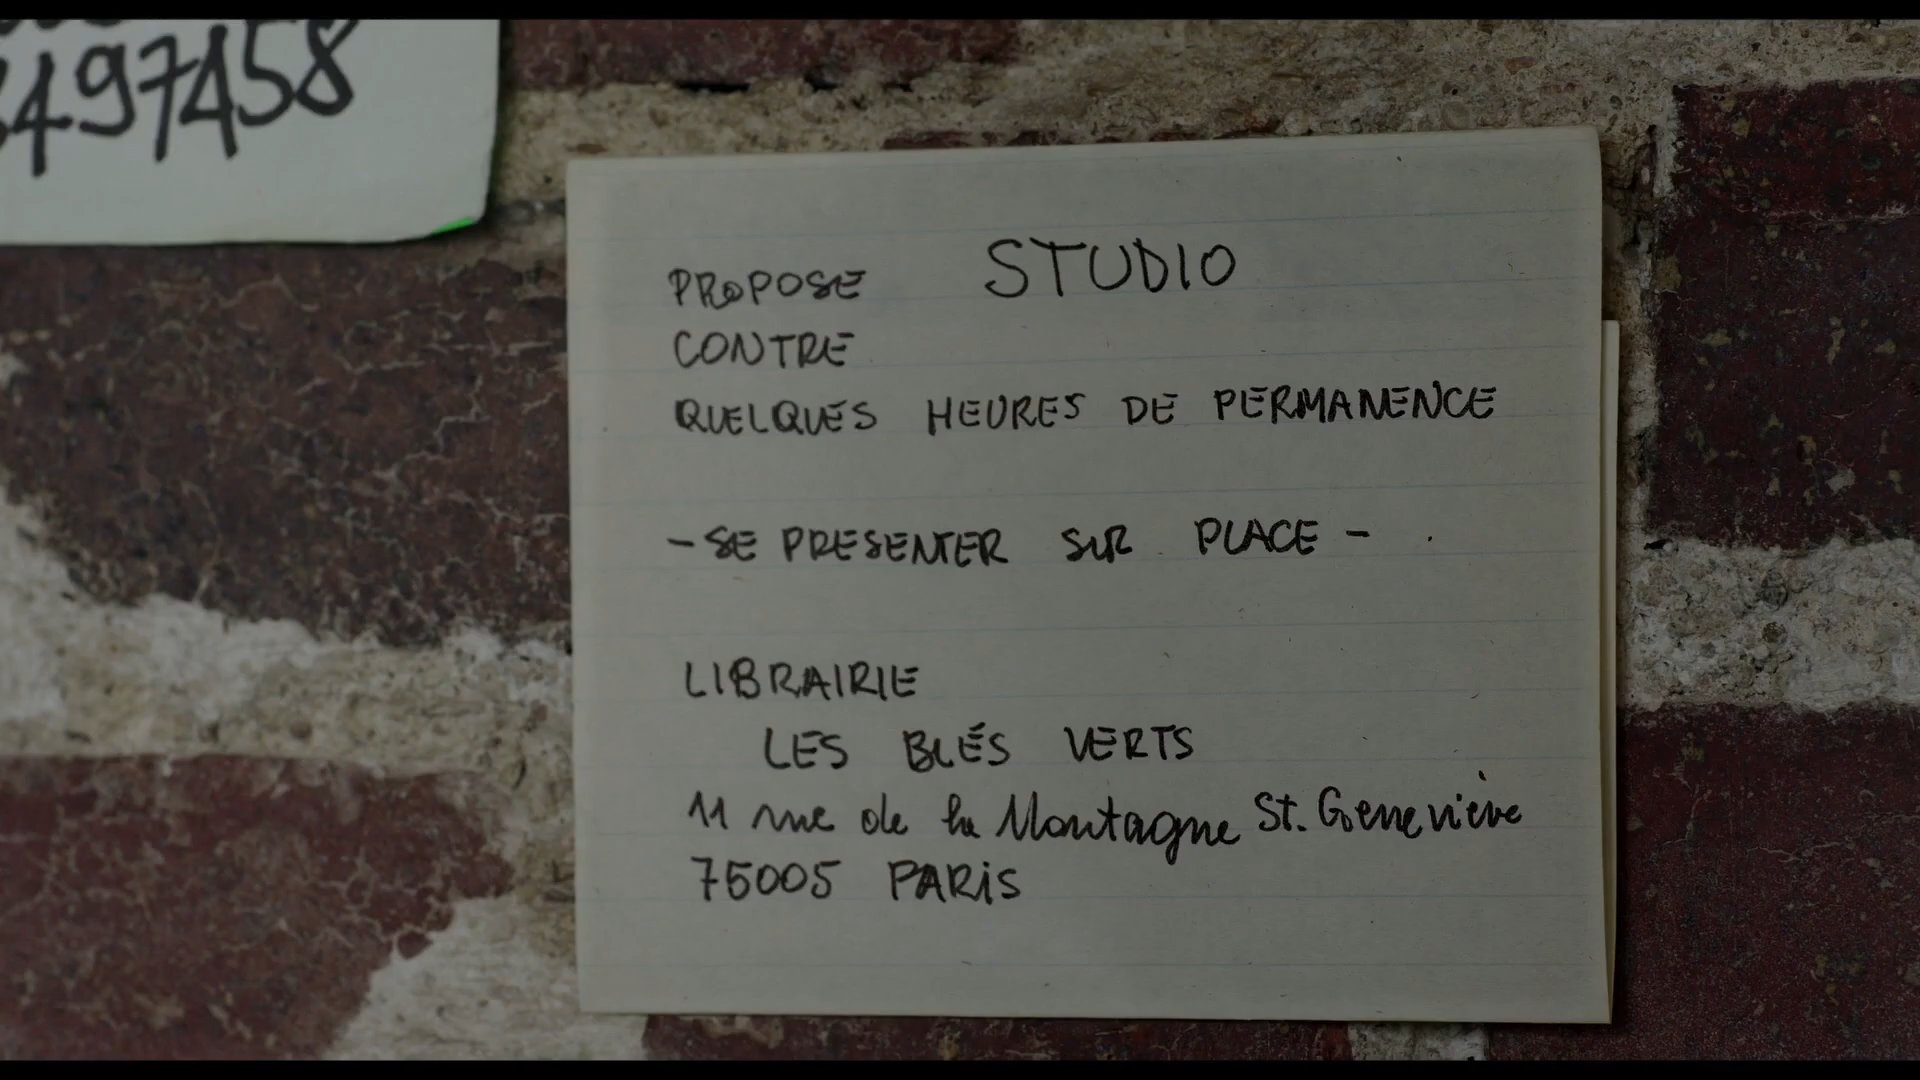 497458
PROPOSE STUDIO
CONTRE
QUELQUES HEURES DE PERMANENCE
- SE PRESENTER SUR PLACE -
LIBRAIRIE
LES BLÉS VERTS
11 rue de la Montagne St. Geneviève
75005 PARIS